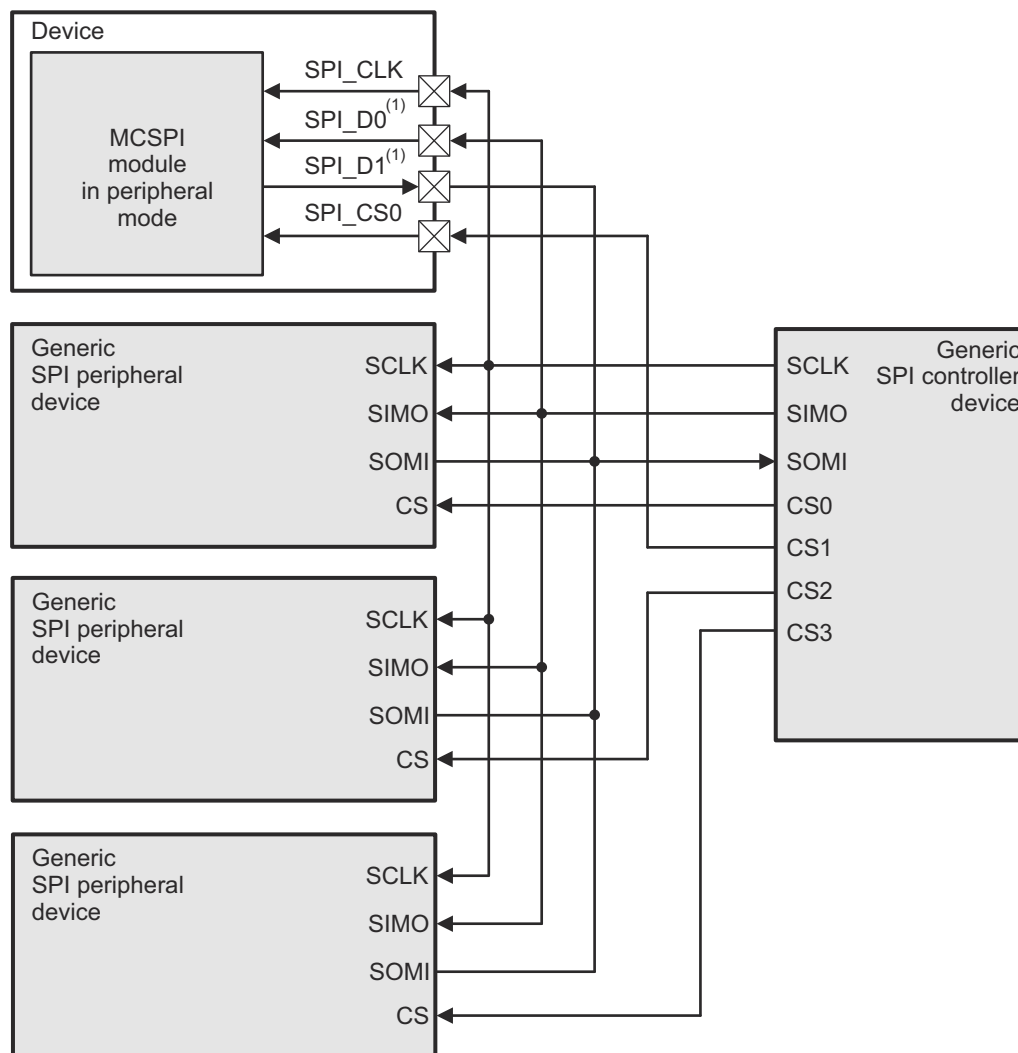 Device
MCSPI
module
in peripheral
mode
SPI_CLK
SPI_D0(1)
SPI_D1(1)
SPI_CS0
Generic
SPI peripheral
device
SCLK
SIMO
SOMI
CS
Generic
SPI controller
device
SCLK
SIMO
SOMI
CS0
CS1
CS2
CS3
Generic
SPI peripheral
device
SCLK
SIMO
SOMI
CS
Generic
SPI peripheral
device
SCLK
SIMO
SOMI
CS